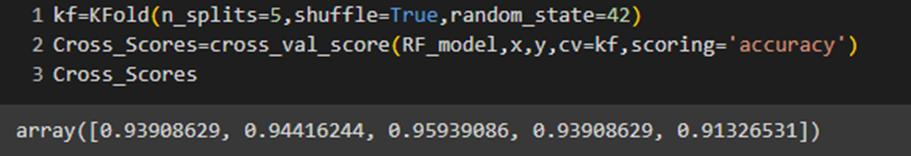 1 kf=KFold(n_splits=5,shuffle=True,random_state=42)
2 Cross_Scores=cross_val_score(RF_model,x,y,cv=kf,scoring='accuracy')
3 Cross_Scores
array([0.93908629, 0.94416244, 0.95939086, 0.93908629, 0.91326531])